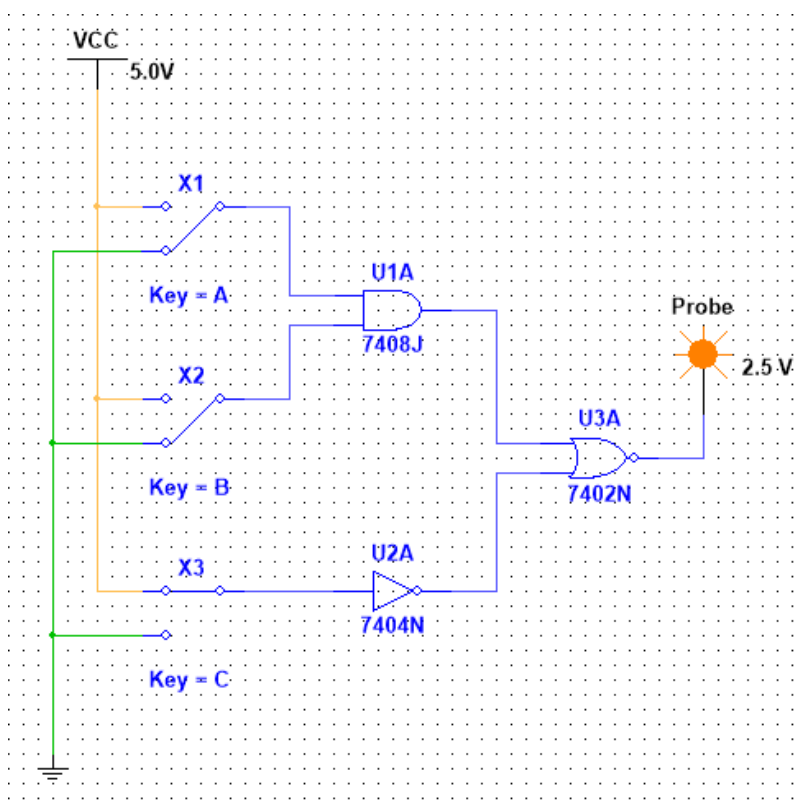 VCC
5.0V
X1
Key = A
U1A
7408J
Probe
2.5 V
X2
Key = B
U3A
7402N
X3
U2A
7404N
Key = C